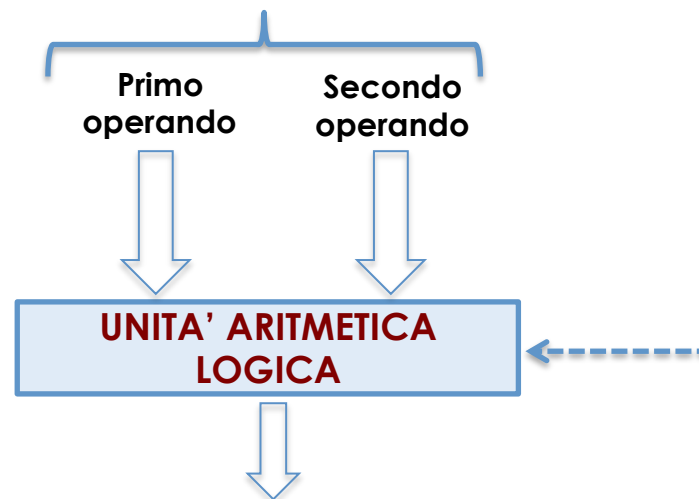 Primo
operando
Secondo
operando
UNITA’ ARITMETICA
LOGICA